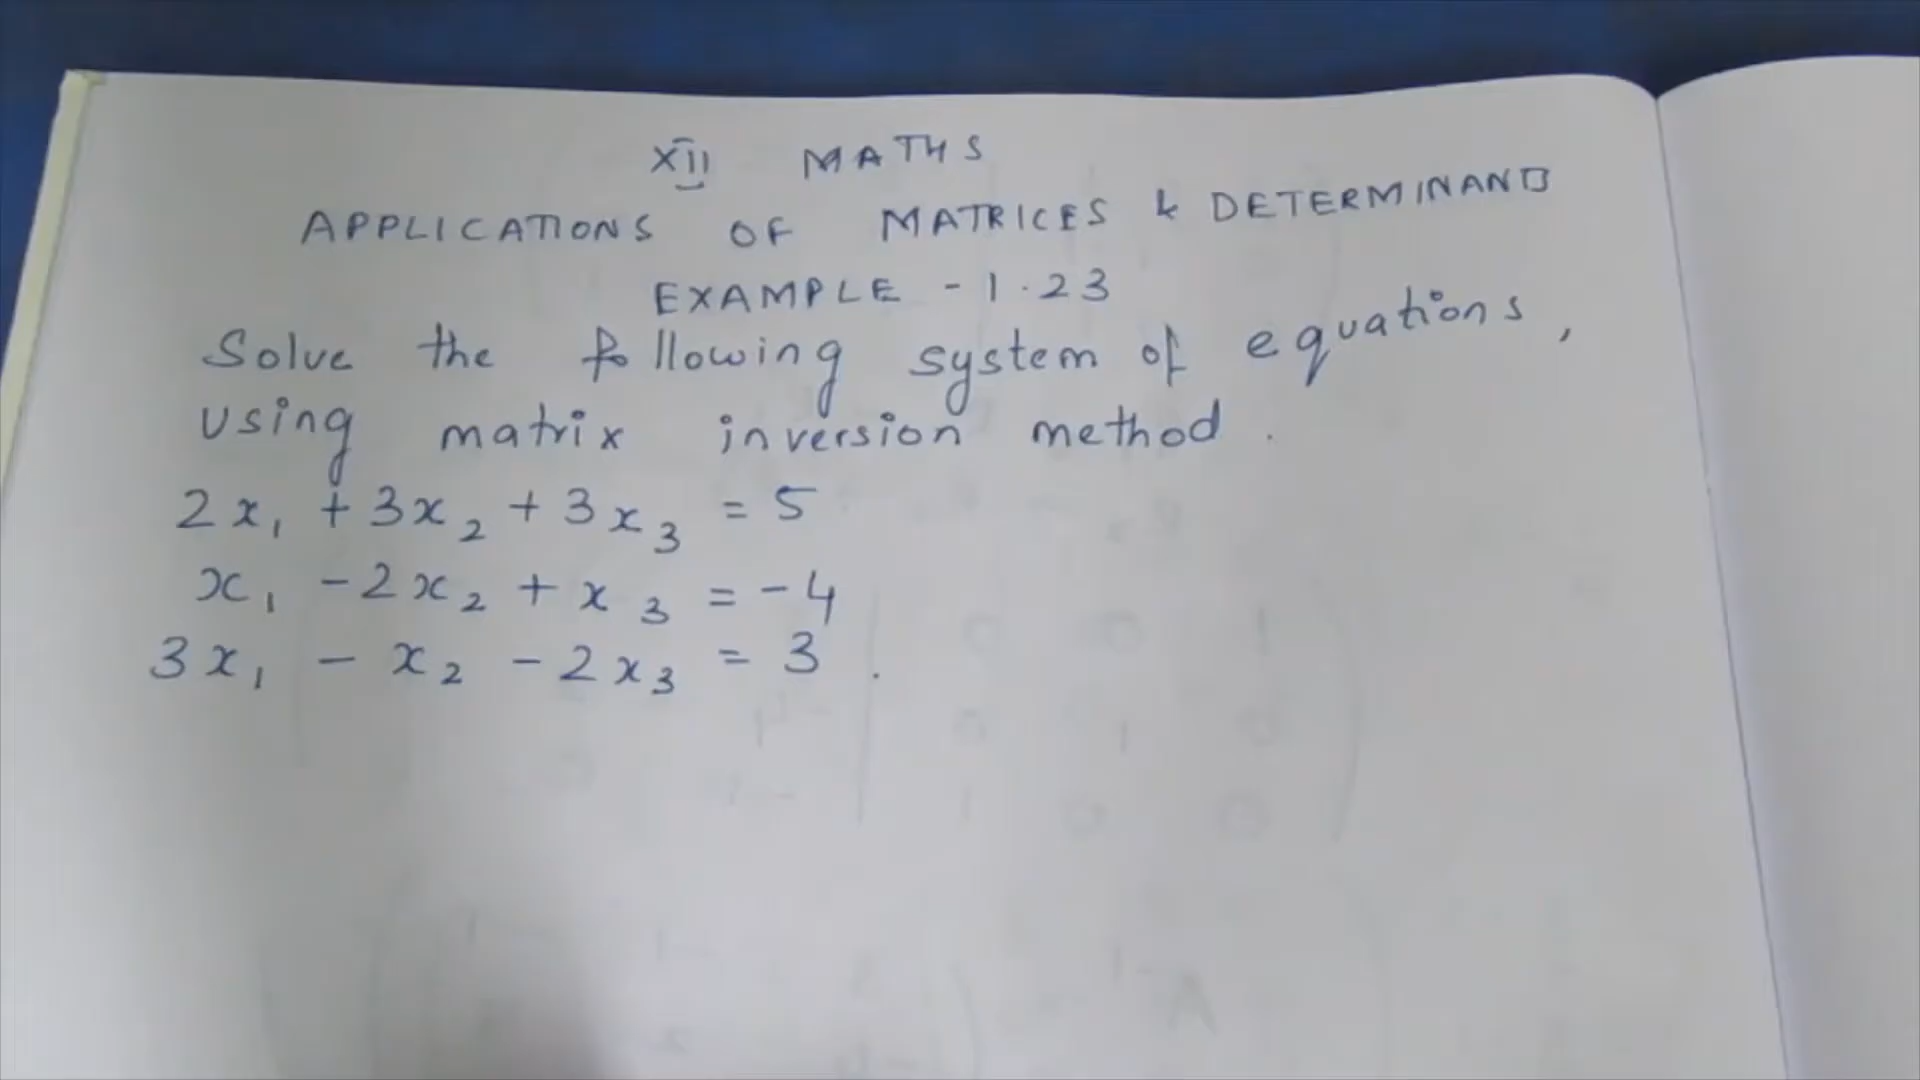 XII MATHS
APPLICATIONS OF MATRICES & DETERMINAND
EXAMPLE - 1.23
Solve the following system of equations,
using matrix inversion method.
2x₁ + 3x₂ + 3x₃ = 5
x₁ - 2x₂ + x₃ = -4
3x₁ - x₂ - 2x₃ = 3.